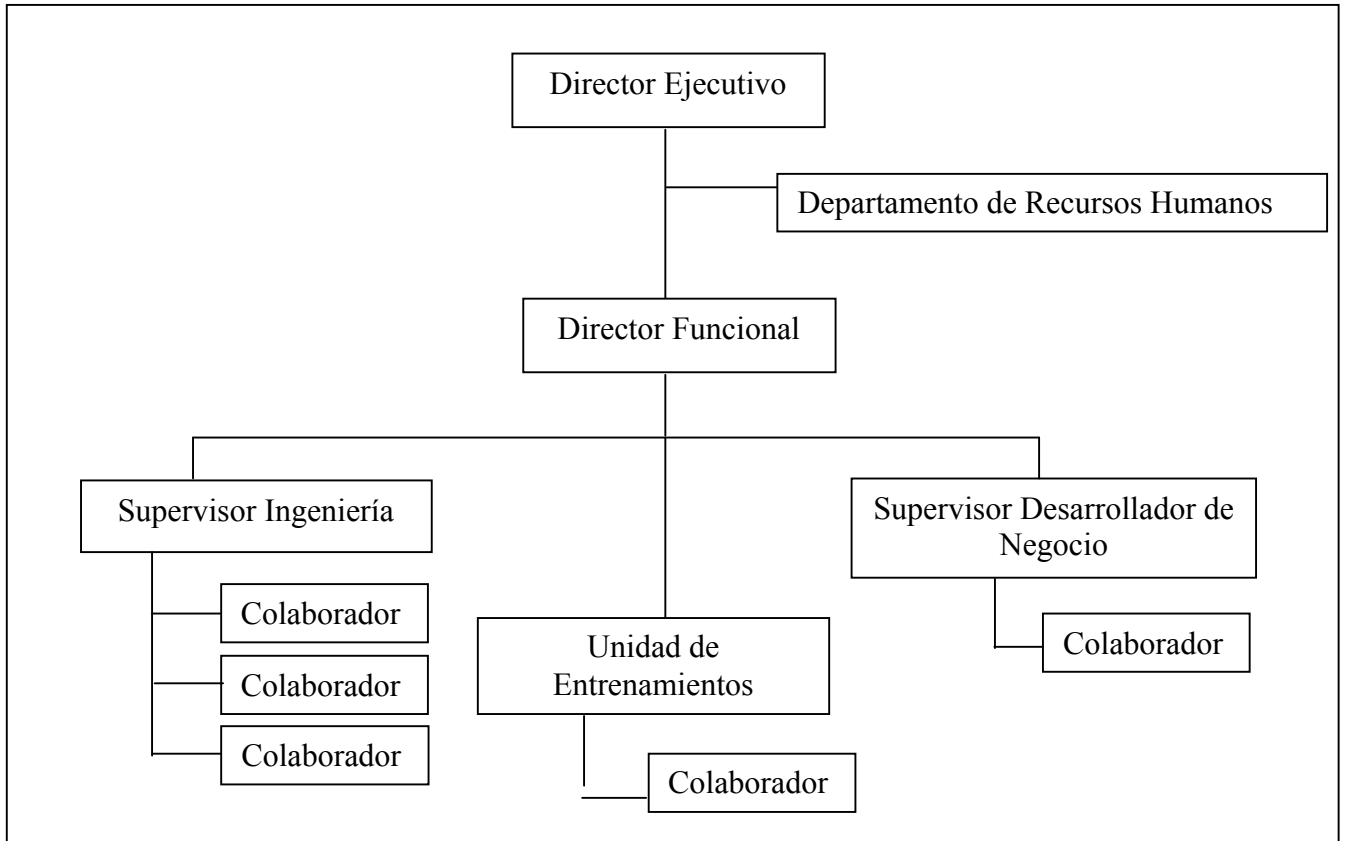 Director Ejecutivo
Departamento de Recursos Humanos
Director Funcional
Supervisor Ingeniería
Colaborador
Colaborador
Colaborador
Unidad de
Entrenamientos
Colaborador
Supervisor Desarrollador de
Negocio
Colaborador